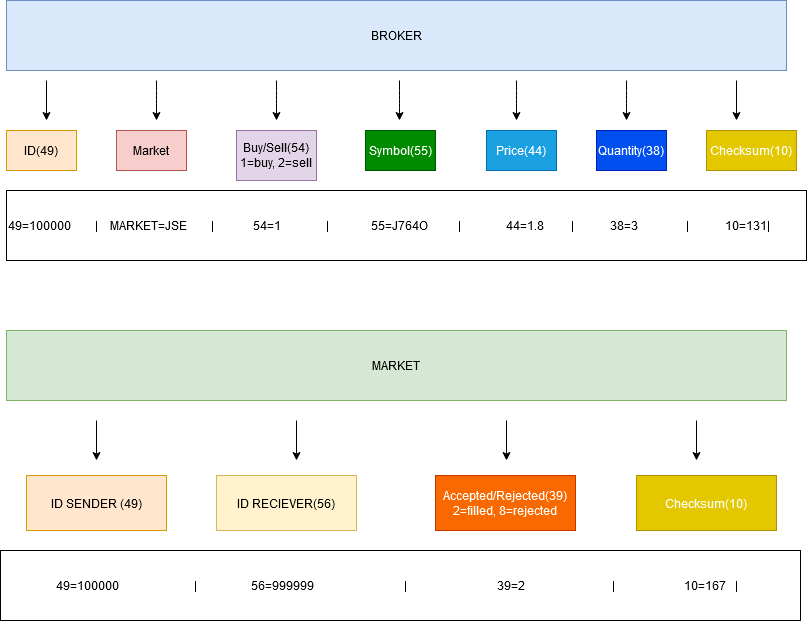 BROKER
ID(49)
Market
Buy/Sell(54)
1=buy, 2=sell
Symbol(55)
Price(44)
Quantity(38)
Checksum(10)
49=100000 | MARKET=JSE | 54=1 | 55=J764O | 44=1.8 | 38=3 | 10=131|
MARKET
ID SENDER (49)
ID RECIEVER(56)
Accepted/Rejected(39)
2=filled, 8=rejected
Checksum(10)
49=100000 | 56=999999 | 39=2 | 10=167 |